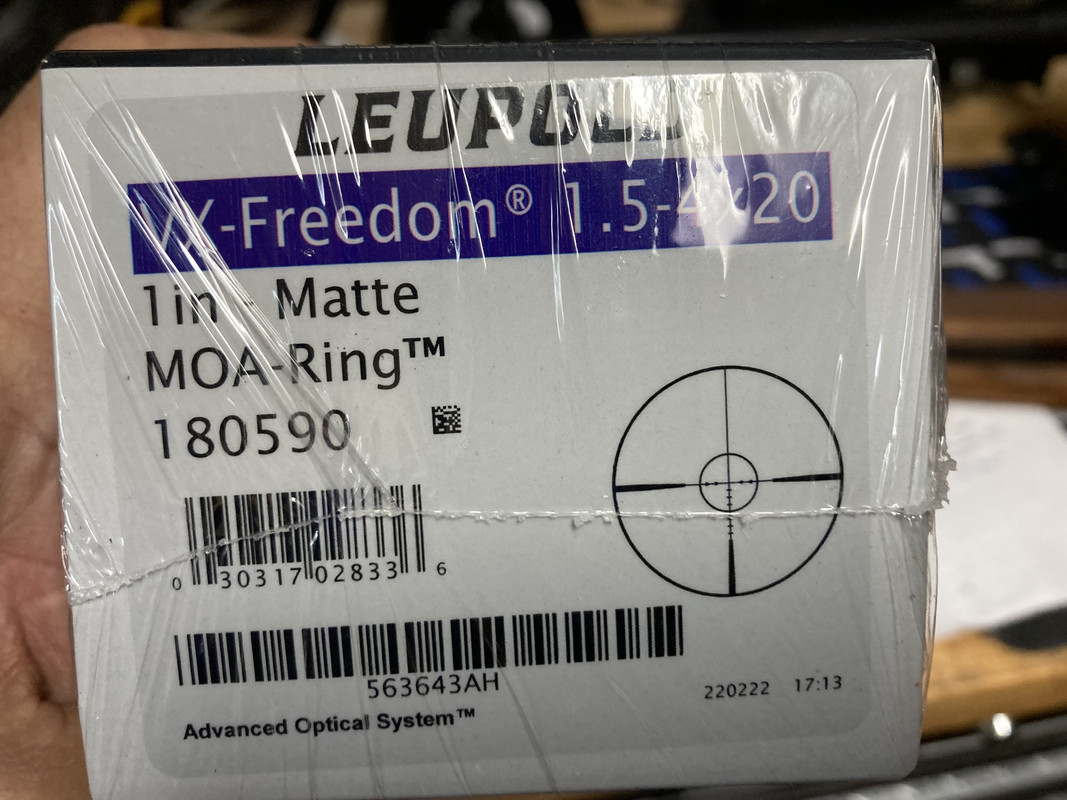 LEUPOLD
VX-Freedom® 1.5-4x20
1in - Matte
MOA-Ring™
180590
0 30317 02833 6
563643AH
220222 17:13
Advanced Optical System™